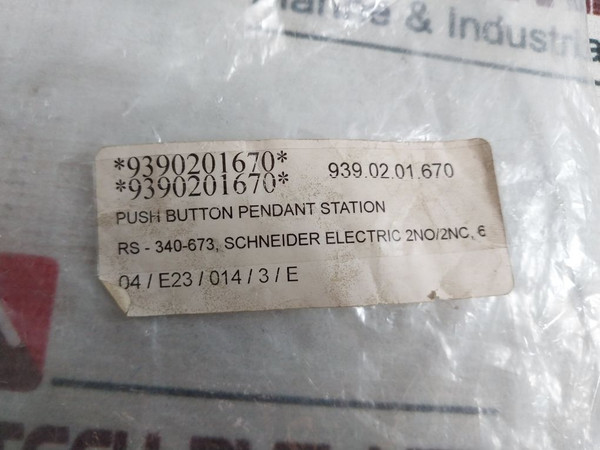 & Industria
*9390201670*
*9390201670* 939.02.01.670
PUSH BUTTON PENDANT STATION
RS - 340-673, SCHNEIDER ELECTRIC 2NO/2NC, 6
04 / E23 / 014 / 3 / E